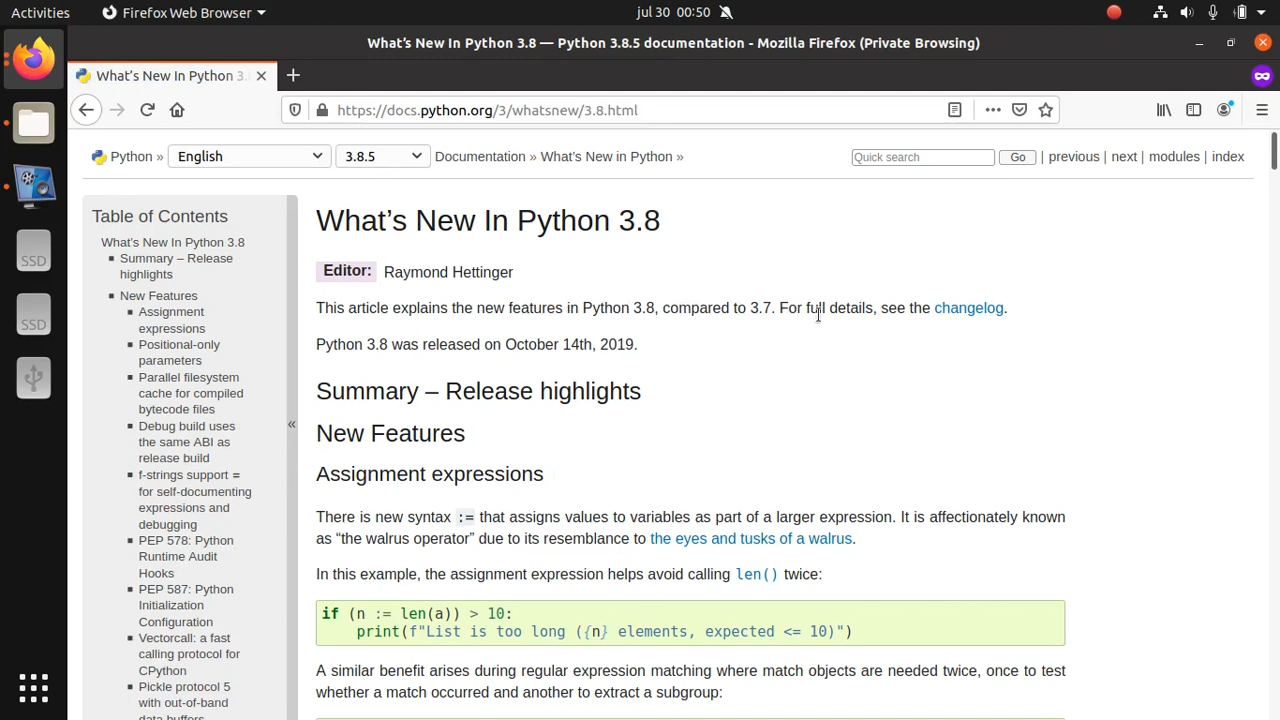 Activities
Firefox Web Browser
jul 30 00:50
What's New In Python 3.8 — Python 3.8.5 documentation - Mozilla Firefox (Private Browsing)
What's New In Python 3.
https://docs.python.org/3/whatsnew/3.8.html
Python »
English
3.8.5
Documentation » What's New in Python »
Quick search
Go
| previous | next | modules | index
Table of Contents
What's New In Python 3.8
Summary – Release
highlights
New Features
Assignment
expressions
Positional-only
parameters
Parallel filesystem
cache for compiled
bytecode files
Debug build uses
the same ABI as
release build
f-strings support =
for self-documenting
expressions and
debugging
PEP 578: Python
Runtime Audit
Hooks
PEP 587: Python
Initialization
Configuration
Vectorcall: a fast
calling protocol for
CPython
Pickle protocol 5
with out-of-band
data buffers
«
What's New In Python 3.8
Editor: Raymond Hettinger
This article explains the new features in Python 3.8, compared to 3.7. For full details, see the changelog.
Python 3.8 was released on October 14th, 2019.
Summary – Release highlights
New Features
Assignment expressions
There is new syntax := that assigns values to variables as part of a larger expression. It is affectionately known
as “the walrus operator” due to its resemblance to the eyes and tusks of a walrus.
In this example, the assignment expression helps avoid calling len() twice:
if (n := len(a)) > 10:
    print(f"List is too long ({n} elements, expected <= 10)")
A similar benefit arises during regular expression matching where match objects are needed twice, once to test
whether a match occurred and another to extract a subgroup:
SSD
SSD